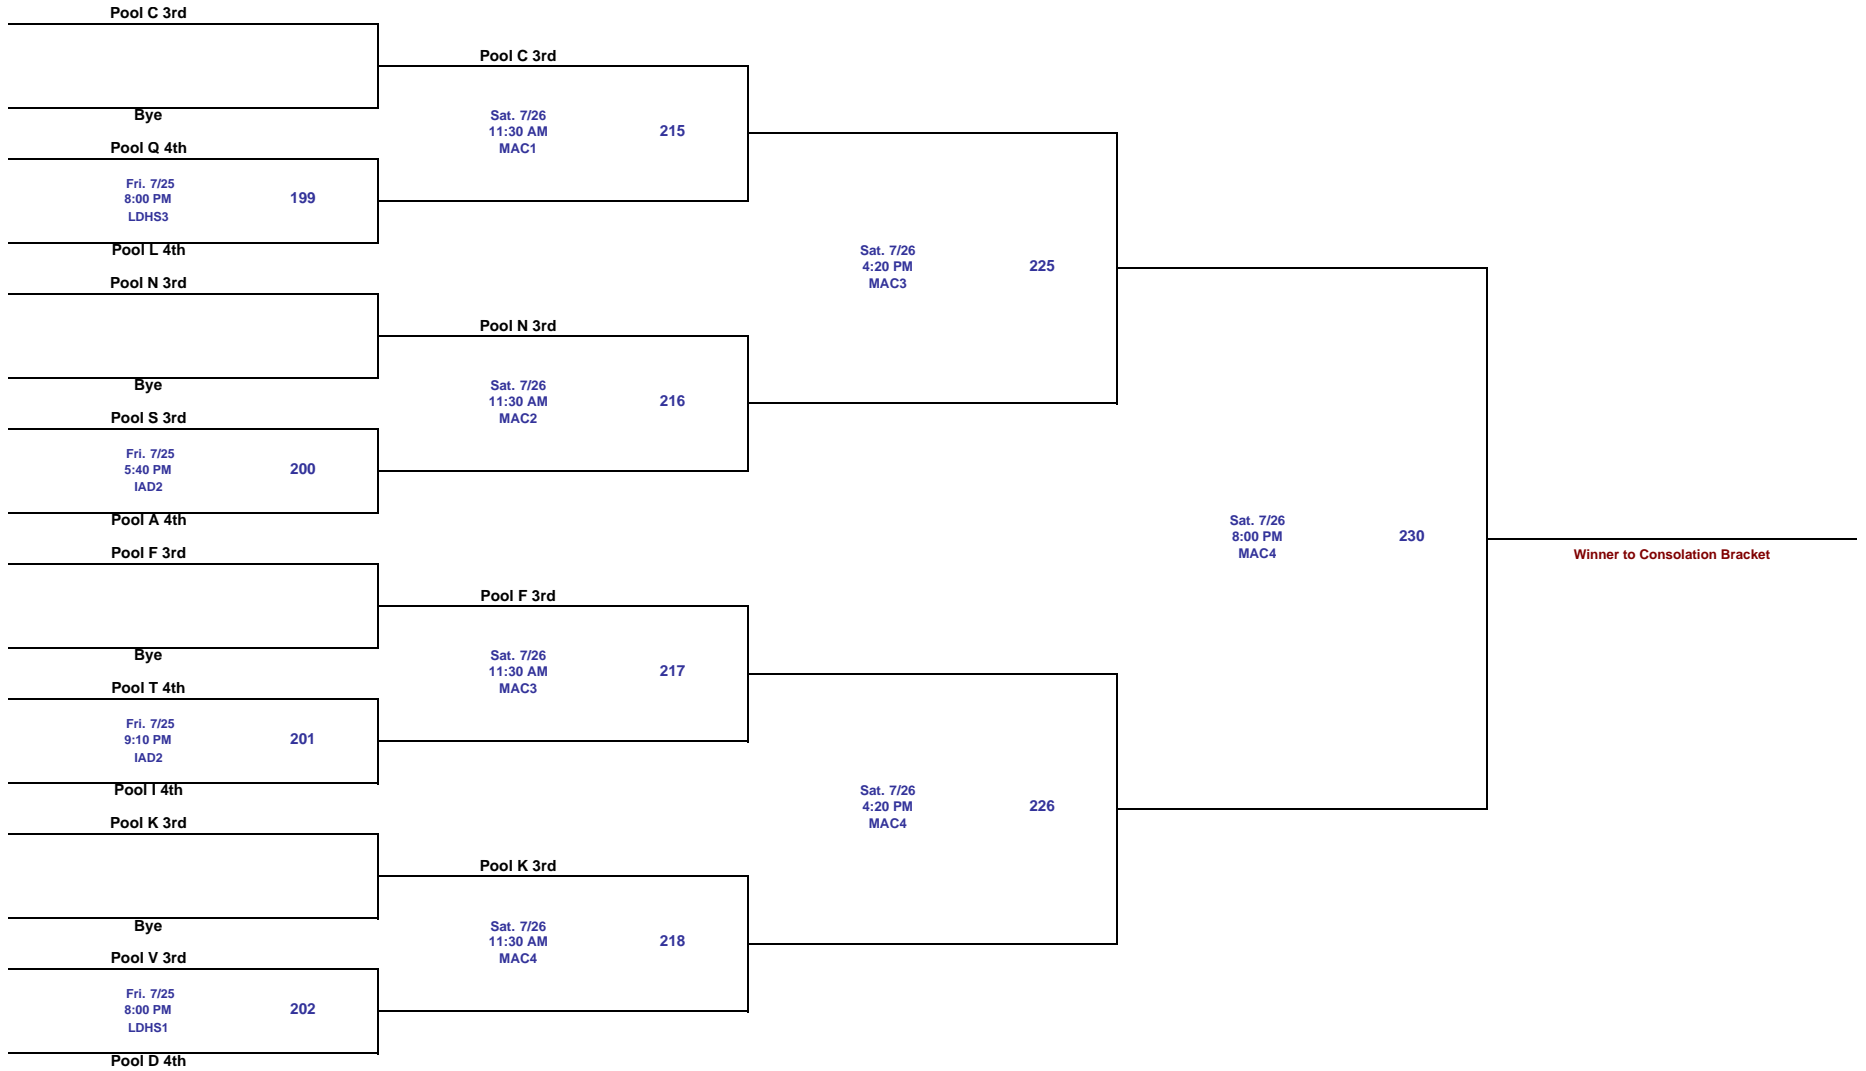 Pool C 3rd
Bye
Pool Q 4th
Fri. 7/25
8:00 PM
LDHS3
199
Pool L 4th
Pool N 3rd
Bye
Pool S 3rd
Fri. 7/25
5:40 PM
IAD2
200
Pool A 4th
Pool F 3rd
Bye
Pool T 4th
Fri. 7/25
9:10 PM
IAD2
201
Pool I 4th
Pool K 3rd
Bye
Pool V 3rd
Fri. 7/25
8:00 PM
LDHS1
202
Pool D 4th
Pool C 3rd
Sat. 7/26
11:30 AM
MAC1
215
Pool N 3rd
Sat. 7/26
11:30 AM
MAC2
216
Pool F 3rd
Sat. 7/26
11:30 AM
MAC3
217
Pool K 3rd
Sat. 7/26
11:30 AM
MAC4
218
Sat. 7/26
4:20 PM
MAC3
225
Sat. 7/26
4:20 PM
MAC4
226
Sat. 7/26
8:00 PM
MAC4
230
Winner to Consolation Bracket